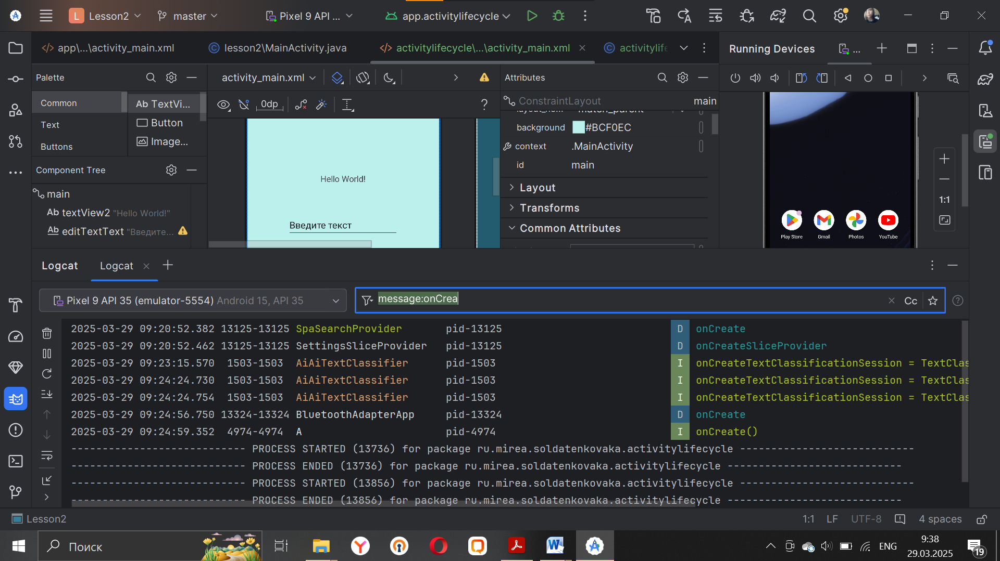 L Lesson2 master Pixel 9 API ... app.activitylifecycle
app\...\activity_main.xml lesson2\MainActivity.java activitylifecycle\...\activity_main.xml activitylife Running Devices ...
Palette activity_main.xml Attributes
Common Ab TextVi... 0dp ? ConstraintLayout main
Text Button background #BCF0EC
Buttons Image... context .MainActivity
id main
Component Tree
Layout
Transforms
Common Attributes
main
Ab textView2 "Hello World!"
Ab editTextText "Введите...
Hello World!
Введите текст
1:1
Play Store Gmail Photos YouTube
Logcat Logcat
Pixel 9 API 35 (emulator-5554) Android 15, API 35 message:onCrea Cc ?
2025-03-29 09:20:52.382 13125-13125 SpaSearchProvider pid-13125 D onCreate
2025-03-29 09:20:52.462 13125-13125 SettingsSliceProvider pid-13125 D onCreateSliceProvider
2025-03-29 09:23:15.570 1503-1503 AiAiTextClassifier pid-1503 I onCreateTextClassificationSession = TextClas
2025-03-29 09:24:24.730 1503-1503 AiAiTextClassifier pid-1503 I onCreateTextClassificationSession = TextClas
2025-03-29 09:24:24.754 1503-1503 AiAiTextClassifier pid-1503 I onCreateTextClassificationSession = TextClas
2025-03-29 09:24:56.750 13324-13324 BluetoothAdapterApp pid-13324 D onCreate
2025-03-29 09:24:59.352 4974-4974 A pid-4974 I onCreate()
---------------------------- PROCESS STARTED (13736) for package ru.mirea.soldatenkovaka.activitylifecycle ----------------------------
---------------------------- PROCESS ENDED (13736) for package ru.mirea.soldatenkovaka.activitylifecycle ----------------------------
---------------------------- PROCESS STARTED (13856) for package ru.mirea.soldatenkovaka.activitylifecycle ----------------------------
---------------------------- PROCESS ENDED (13856) for package ru.mirea.soldatenkovaka.activitylifecycle ----------------------------
Lesson2 1:1 LF UTF-8 4 spaces
Поиск ENG 9:38
29.03.2025 19